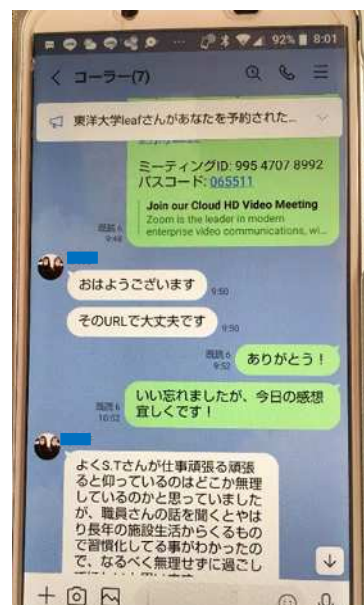 92% 8:01
コーラー(7)
東洋大学leafさんがあなたを予約された...
ミーティングID: 995 4707 8992
パスコード: 065511
Join our Cloud HD Video Meeting
Zoom is the leader in modern
enterprise video communications, wi...
既読 6
9:48
おはようございます
9:50
そのURLで大丈夫です
9:50
既読 6
9:52
ありがとう！
いい忘れましたが、今日の感想
宜しくです！
既読 6
10:02
よくS.Tさんが仕事頑張る頑張
ると仰っているのはどこか無理
しているのかと思っていました
が、職員さんの話を聞くとやは
り長年の施設生活からくるもの
で習慣化してる事がわかったの
で、なるべく無理せずに過ごし